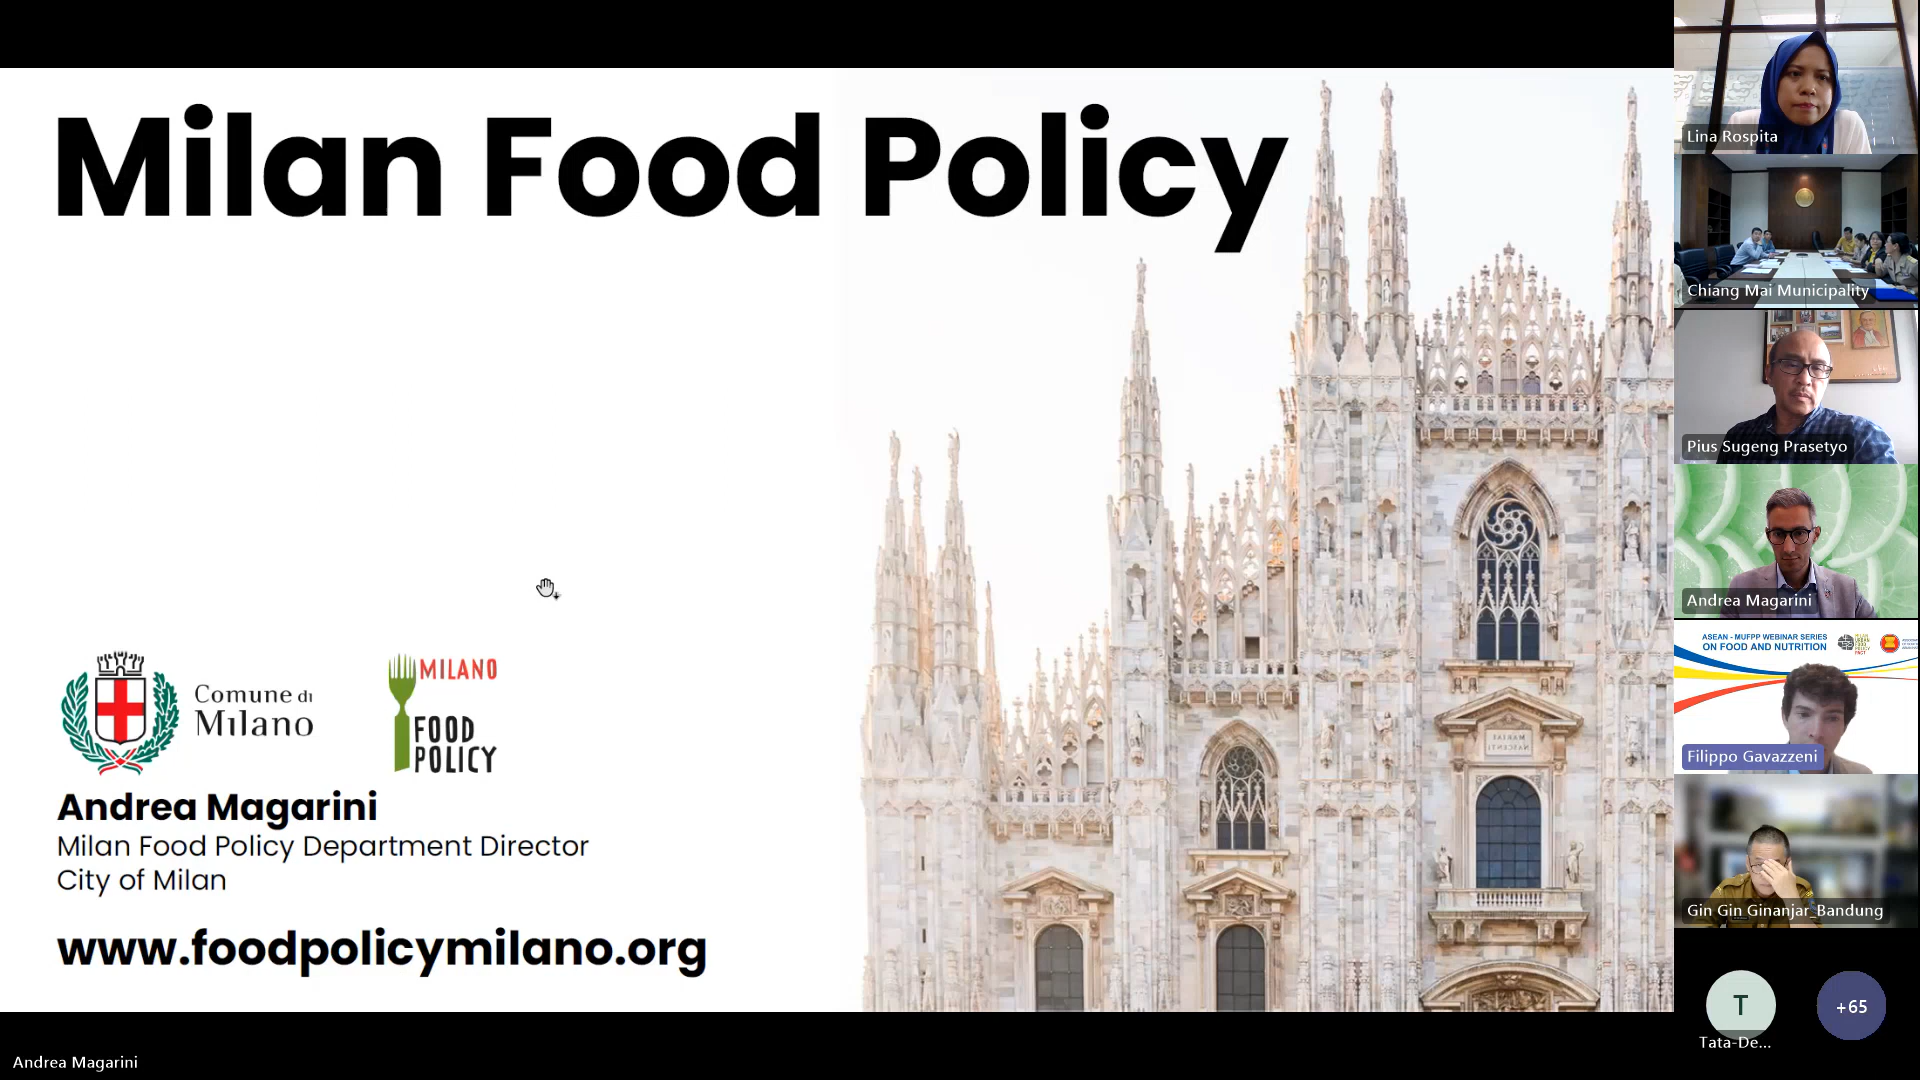 Milan Food Policy
Comune di
Milano
MILANO
FOOD
POLICY
Andrea Magarini
Milan Food Policy Department Director
City of Milan
www.foodpolicymilano.org
MARIAE
NASCENTI
Andrea Magarini
Lina Rospita
Chiang Mai Municipality
Pius Sugeng Prasetyo
Andrea Magarini
ASEAN - MUFPP WEBINAR SERIES
ON FOOD AND NUTRITION
Filippo Gavazzeni
Gin Gin Ginanjar_Bandung
T
Tata-De...
+65